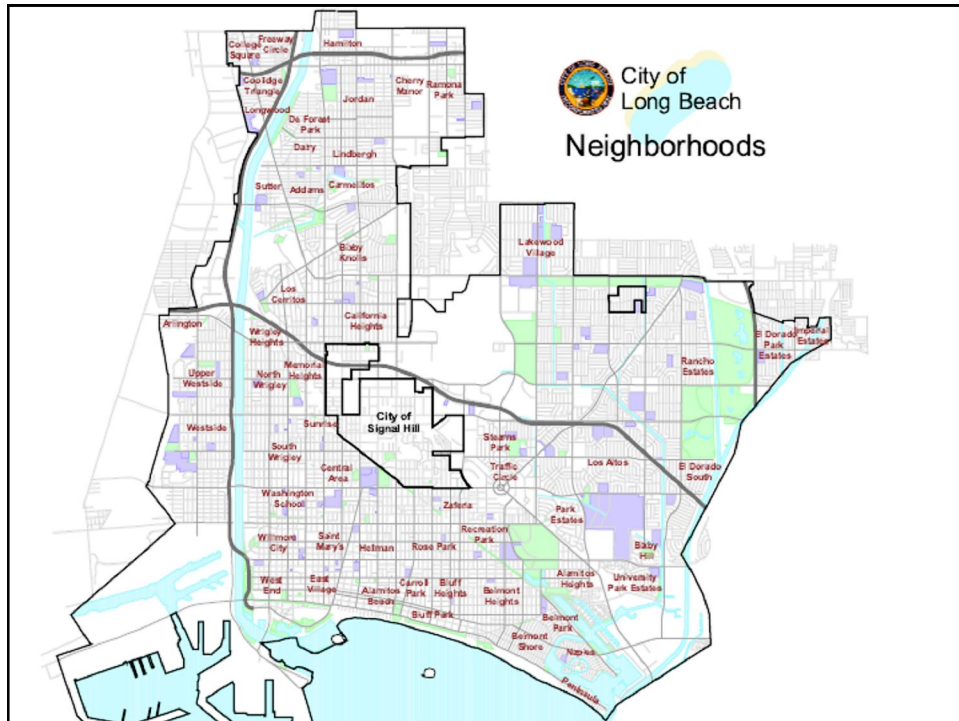 City of
Long Beach
Neighborhoods
College
Square
Freeway
Circle
Hamilton
Coolidge
Triangle
Longwood
Cherry
Manor
Ramona
Park
Jordan
De Forest
Park
Dairy
Lindbergh
Sutter
Addams
Carmelitos
Bixby
Knolls
Lakewood
Village
Los
Cerritos
Arlington
Wrigley
Heights
California
Heights
El Dorado
Park
Estates
Imperial
Estates
Rancho
Estates
Upper
Westside
North
Wrigley
Memorial
Heights
City of
Signal Hill
Westside
Sunrise
South
Wrigley
Stearns
Park
Central
Area
Traffic
Circle
Los Altos
El Dorado
South
Washington
School
Zaferia
Park
Estates
Willmore
City
Saint
Mary's
Hellman
Rose Park
Recreation
Park
Bixby
Hill
West
End
East
Village
Alamitos
Beach
Carroll
Park
Bluff
Heights
Belmont
Heights
Alamitos
Heights
University
Park Estates
Bluff Park
Belmont
Park
Belmont
Shore
Naples
Peninsula